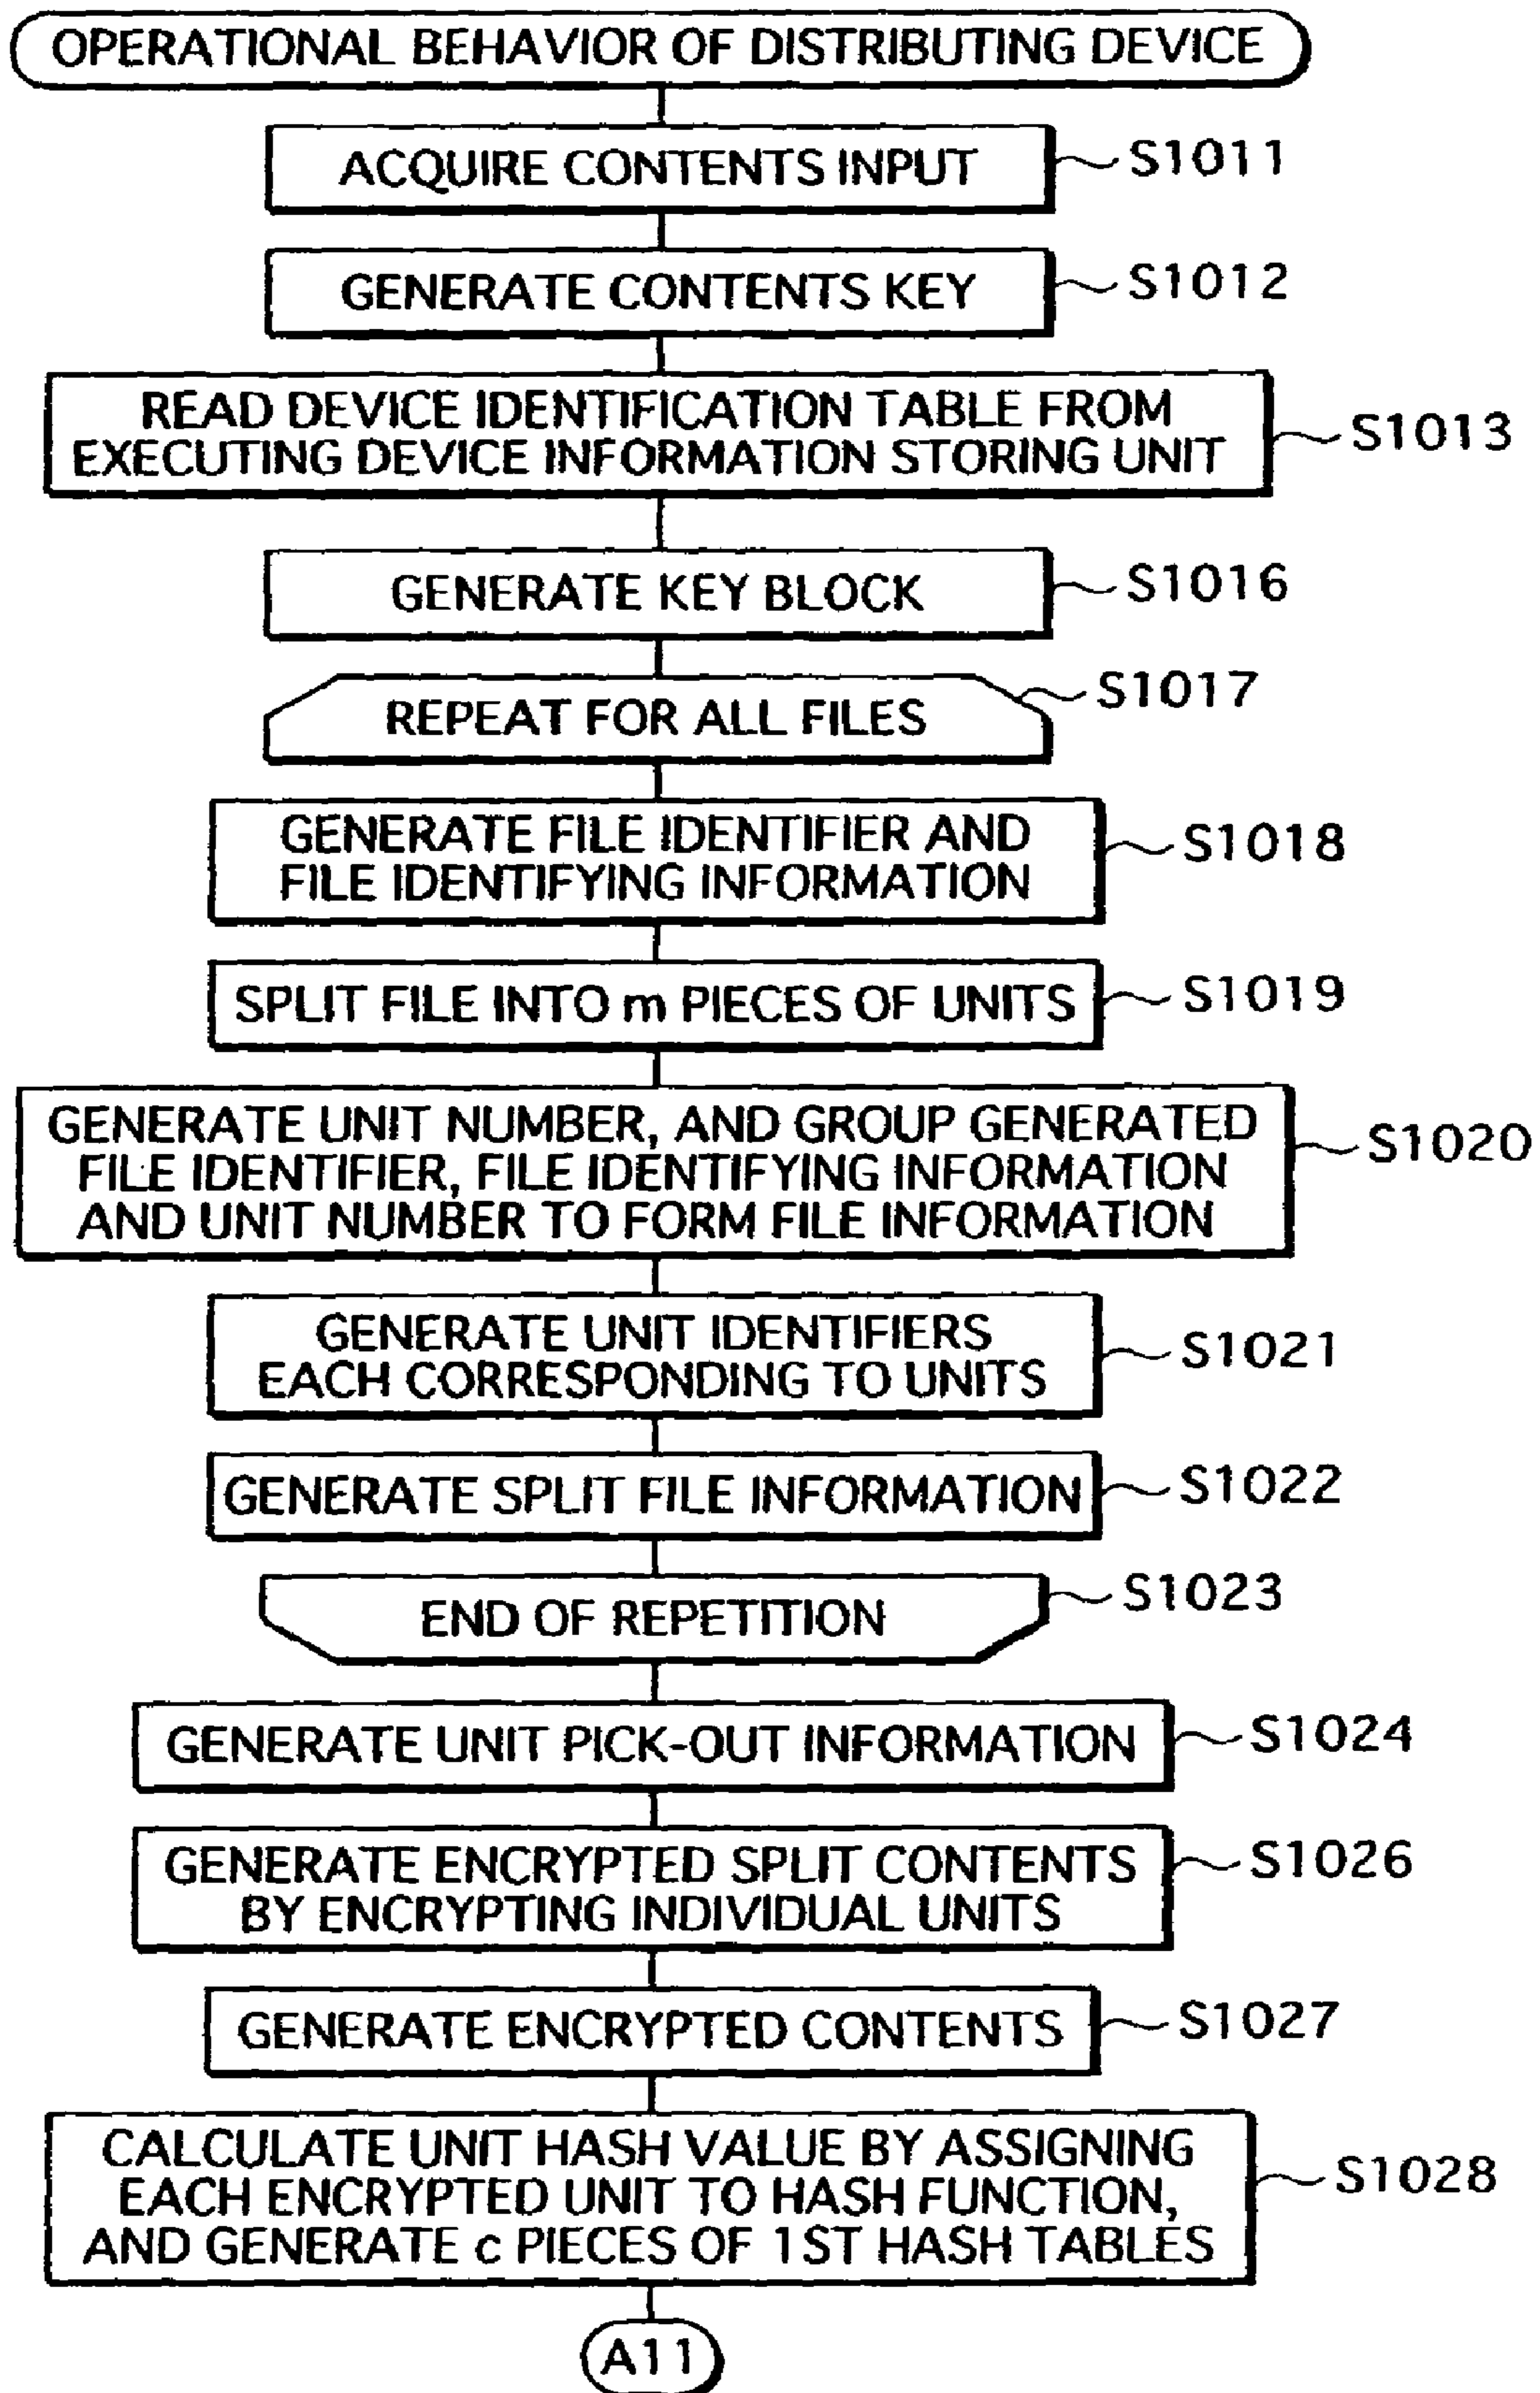 OPERATIONAL BEHAVIOR OF DISTRIBUTING DEVICE
ACQUIRE CONTENTS INPUT
S1011
GENERATE CONTENTS KEY
S1012
READ DEVICE IDENTIFICATION TABLE FROM
EXECUTING DEVICE INFORMATION STORING UNIT
S1013
GENERATE KEY BLOCK
S1016
REPEAT FOR ALL FILES
S1017
GENERATE FILE IDENTIFIER AND
FILE IDENTIFYING INFORMATION
S1018
SPLIT FILE INTO m PIECES OF UNITS
S1019
GENERATE UNIT NUMBER, AND GROUP GENERATED
FILE IDENTIFIER, FILE IDENTIFYING INFORMATION
AND UNIT NUMBER TO FORM FILE INFORMATION
S1020
GENERATE UNIT IDENTIFIERS
EACH CORRESPONDING TO UNITS
S1021
GENERATE SPLIT FILE INFORMATION
S1022
END OF REPETITION
S1023
GENERATE UNIT PICK-OUT INFORMATION
S1024
GENERATE ENCRYPTED SPLIT CONTENTS
BY ENCRYPTING INDIVIDUAL UNITS
S1026
GENERATE ENCRYPTED CONTENTS
S1027
CALCULATE UNIT HASH VALUE BY ASSIGNING
EACH ENCRYPTED UNIT TO HASH FUNCTION,
AND GENERATE c PIECES OF 1ST HASH TABLES
S1028
A11